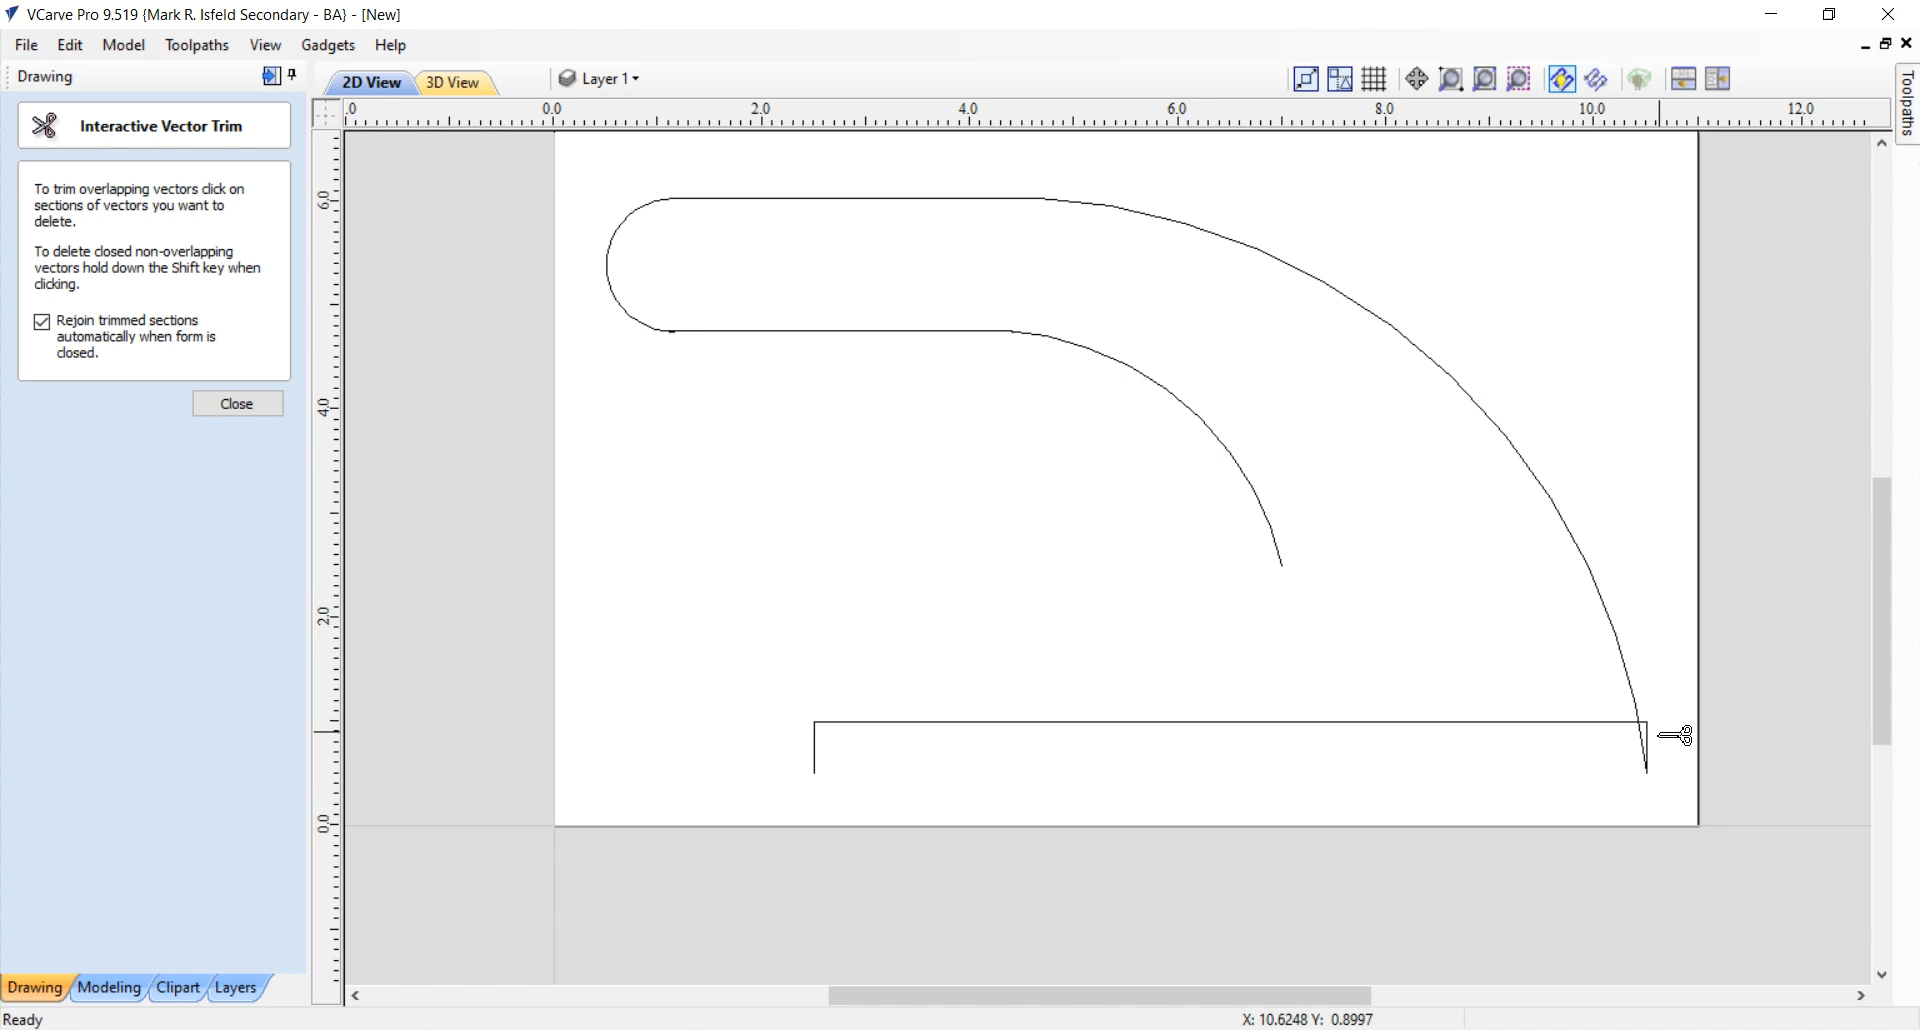 VCarve Pro 9.519 {Mark R. Isfeld Secondary - BA} - [New]
File Edit Model Toolpaths View Gadgets Help
Drawing
2D View 3D View Layer 1
Toolpaths
Interactive Vector Trim
.0 0.0 2.0 4.0 6.0 8.0 10.0 12.0
To trim overlapping vectors click on
sections of vectors you want to
delete.
To delete closed non-overlapping
vectors hold down the Shift key when
clicking.
Rejoin trimmed sections
automatically when form is
closed.
Close
6.0
4.0
2.0
0.0
Drawing Modeling Clipart Layers
Ready
X: 10.6248 Y: 0.8997